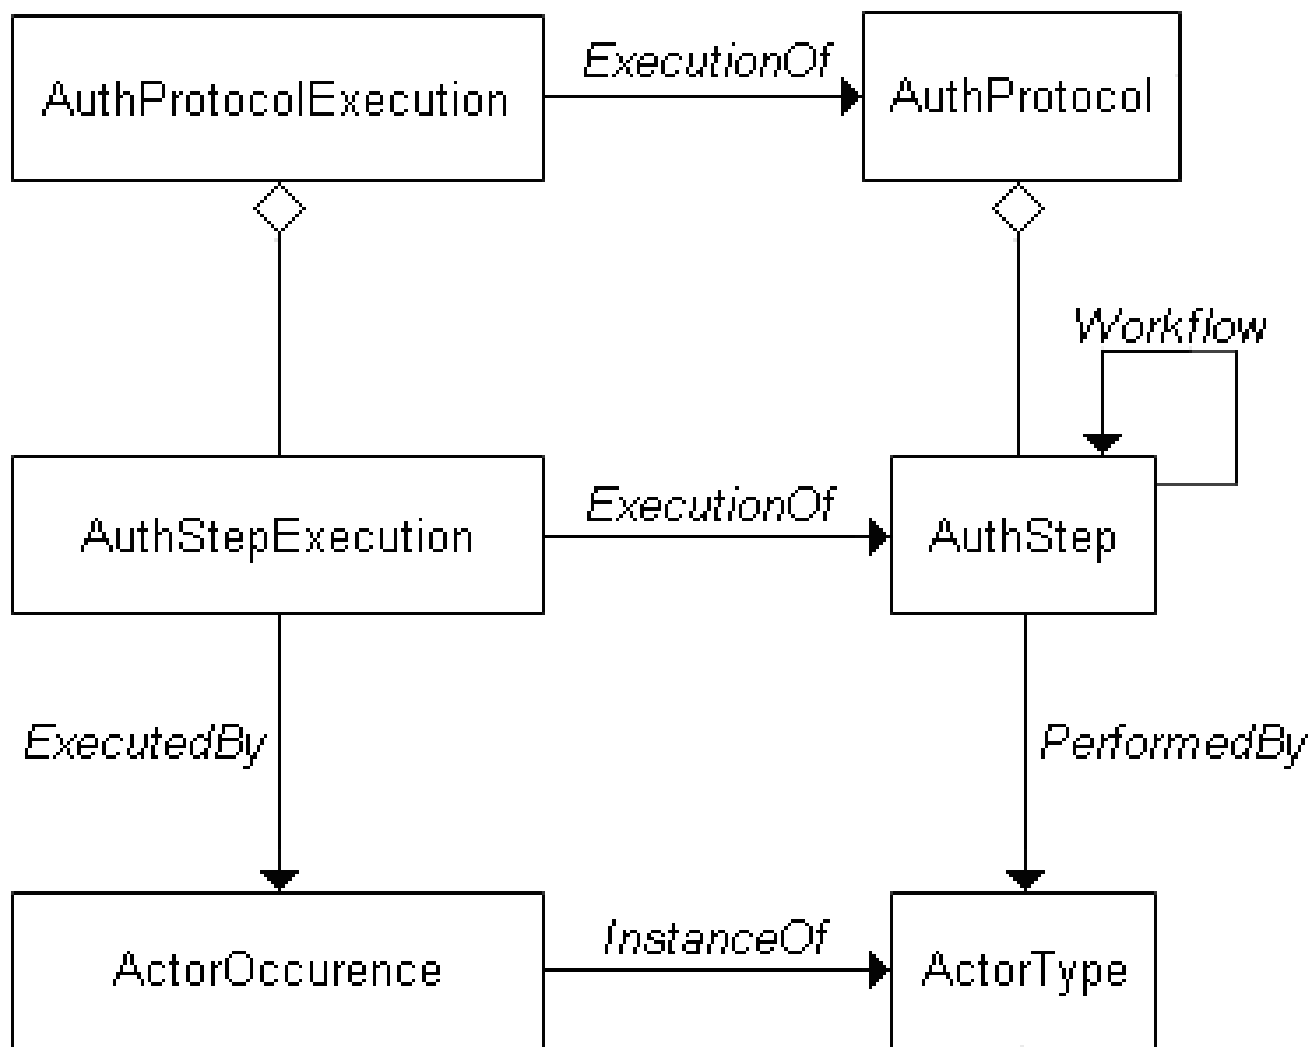 ExecutionOf
AuthProtocolExecution
AuthProtocol
Workflow
ExecutionOf
AuthStepExecution
AuthStep
ExecutedBy
PerformedBy
InstanceOf
ActorOccurence
ActorType